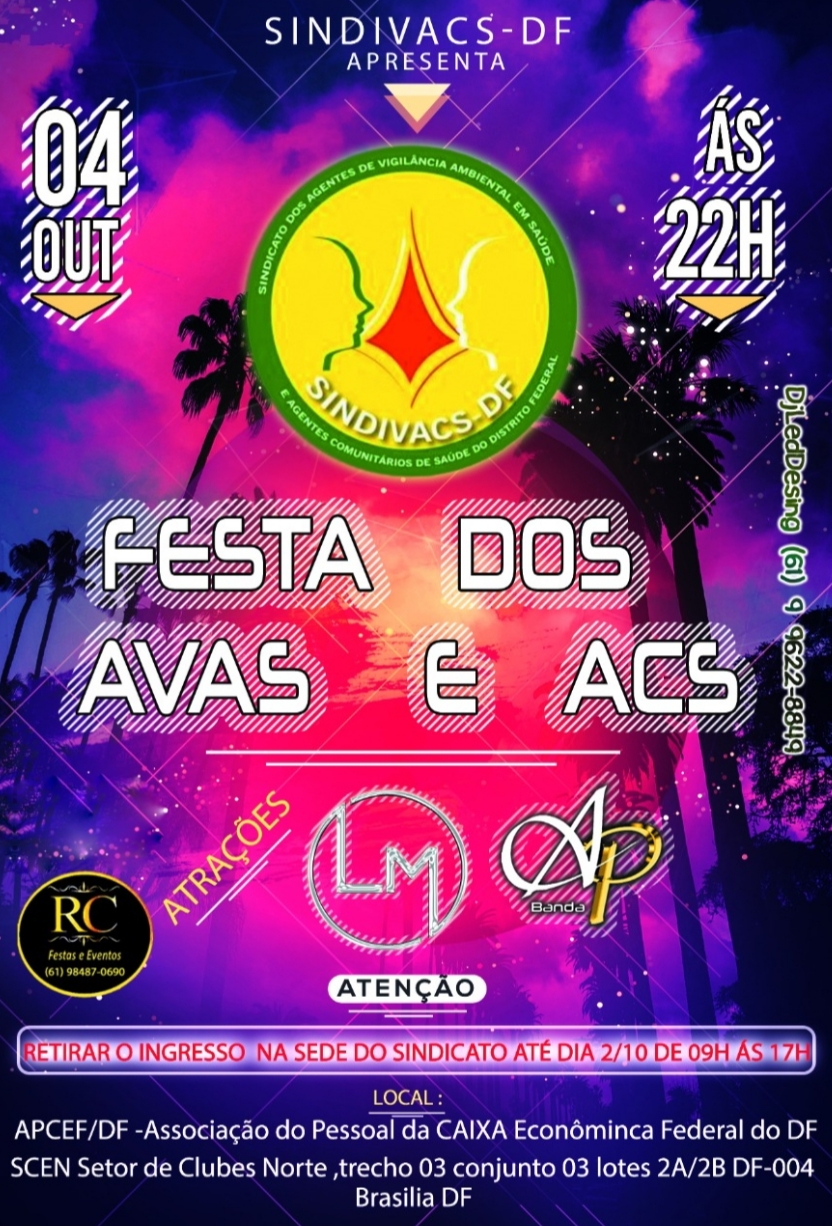 SINDIVACS-DF
APRESENTA
04
OUT
ÁS
22H
SINDICATO DOS AGENTES DE VIGILÂNCIA AMBIENTAL EM SAÚDE
E AGENTES COMUNITÁRIOS DE SAÚDE DO DISTRITO FEDERAL
SINDIVACS-DF
DjLedDesing (61) 9 9622-8849
FESTA DOS
AVAS E ACS
ATRAÇÕES
LM
AP
Banda
RC
Festas e Eventos
(61) 98487-0690
ATENÇÃO
RETIRAR O INGRESSO NA SEDE DO SINDICATO ATÉ DIA 2/10 DE 09H ÁS 17H
LOCAL :
APCEF/DF -Associação do Pessoal da CAIXA Econôminca Federal do DF
SCEN Setor de Clubes Norte ,trecho 03 conjunto 03 lotes 2A/2B DF-004
Brasilia DF